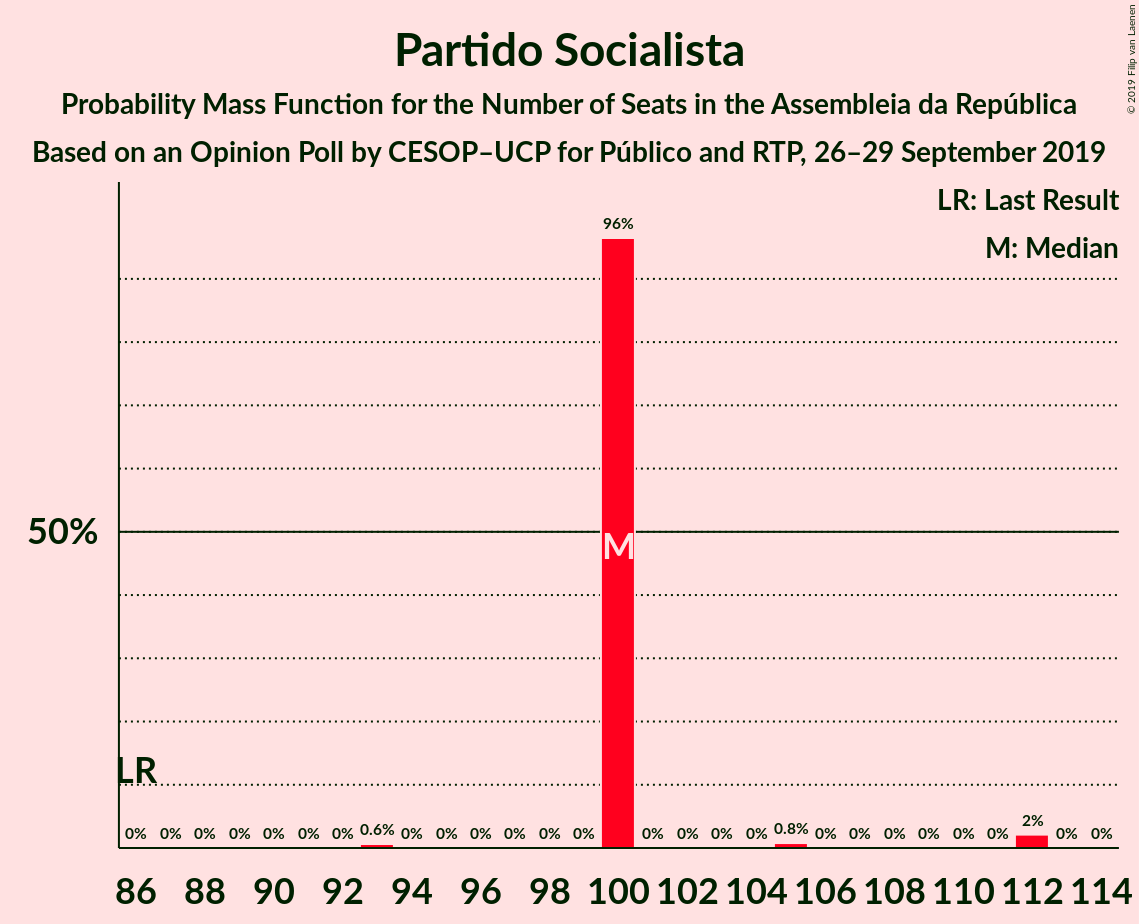 Partido Socialista
Probability Mass Function for the Number of Seats in the Assembleia da República
Based on an Opinion Poll by CESOP–UCP for Público and RTP, 26–29 September 2019
© 2019 Filip van Laenen
LR: Last Result
M: Median
96%
50%
M
LR
0% 0% 0% 0% 0% 0% 0% 0.6% 0% 0% 0% 0% 0% 0% 0% 0% 0% 0% 0.8% 0% 0% 0% 0% 0% 0% 2% 0% 0%
86 88 90 92 94 96 98 100 102 104 106 108 110 112 114